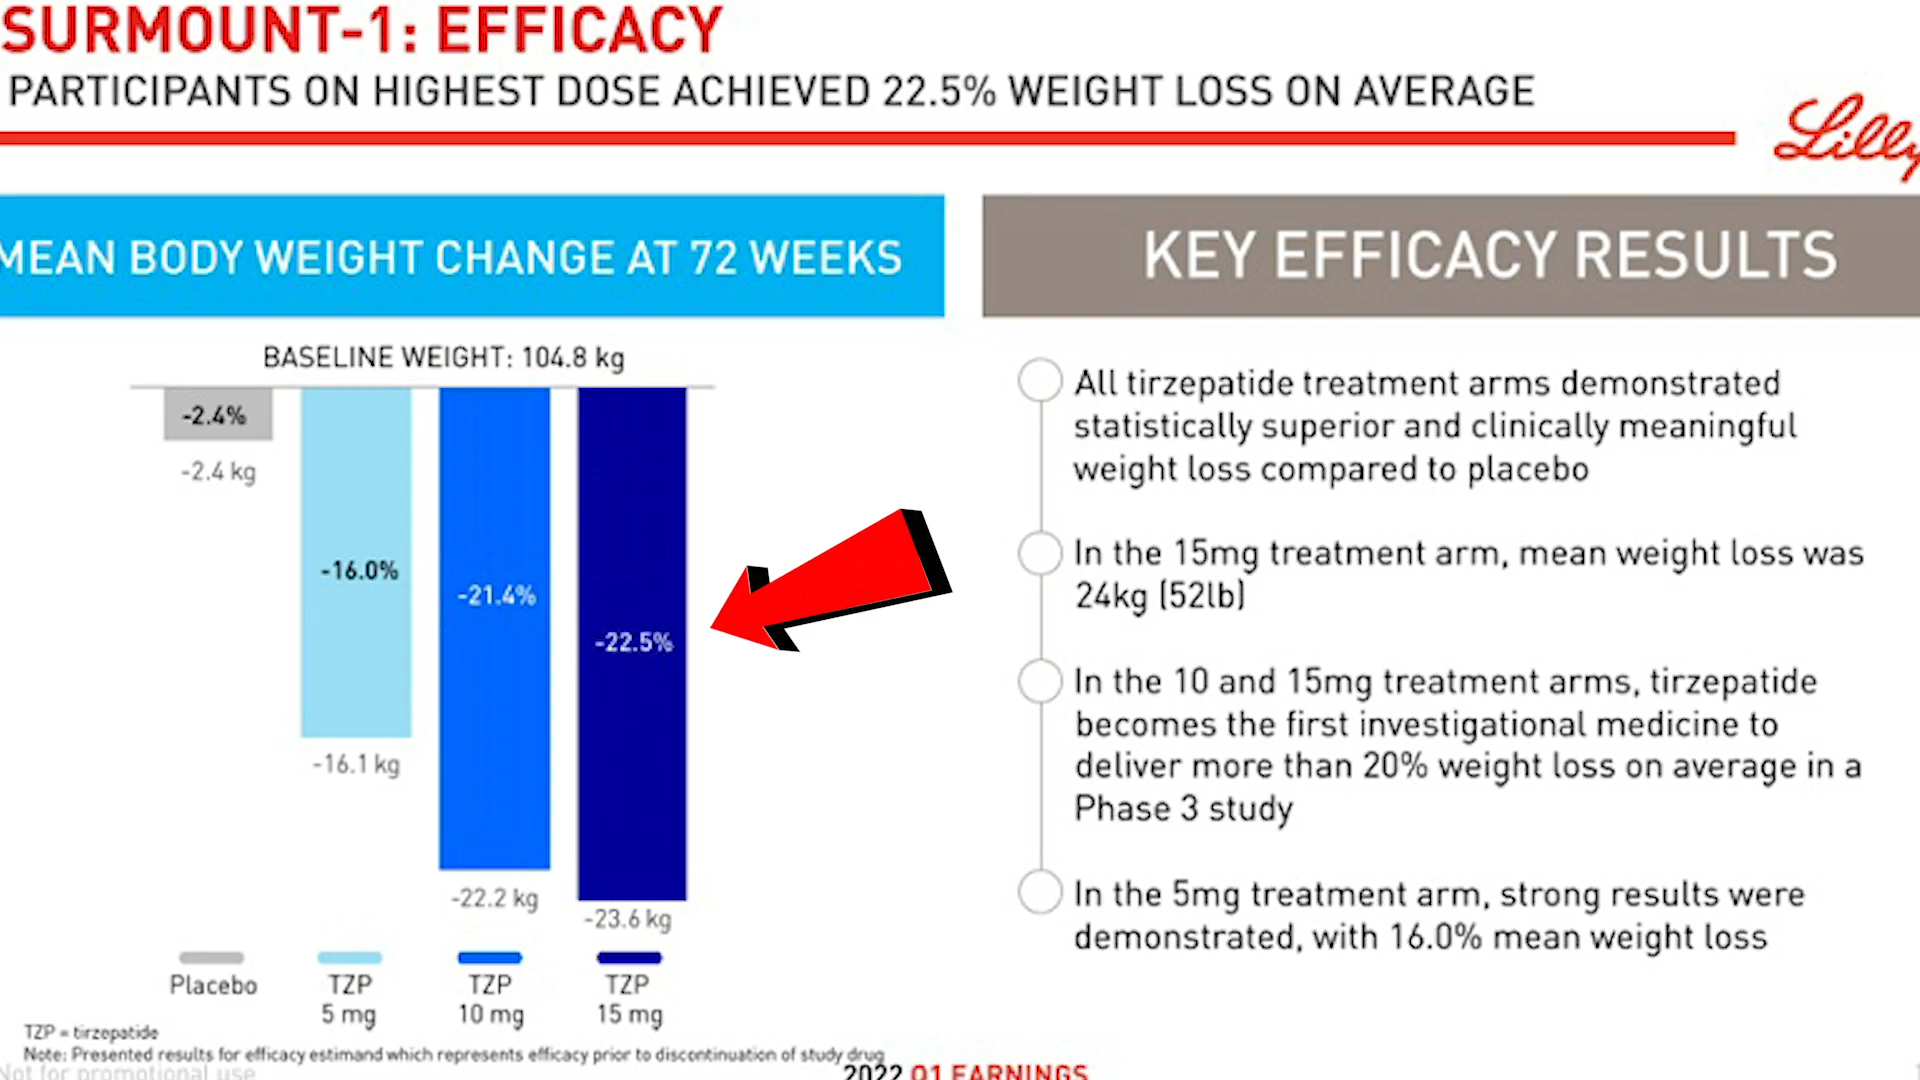 SURMOUNT-1: EFFICACY
PARTICIPANTS ON HIGHEST DOSE ACHIEVED 22.5% WEIGHT LOSS ON AVERAGE
Lilly
MEAN BODY WEIGHT CHANGE AT 72 WEEKS
BASELINE WEIGHT: 104.8 kg
-2.4%
-2.4 kg
-16.0%
-16.1 kg
-21.4%
-22.2 kg
-22.5%
-23.6 kg
Placebo
TZP
5 mg
TZP
10 mg
TZP
15 mg
KEY EFFICACY RESULTS
All tirzepatide treatment arms demonstrated
statistically superior and clinically meaningful
weight loss compared to placebo
In the 15mg treatment arm, mean weight loss was
24kg (52lb)
In the 10 and 15mg treatment arms, tirzepatide
becomes the first investigational medicine to
deliver more than 20% weight loss on average in a
Phase 3 study
In the 5mg treatment arm, strong results were
demonstrated, with 16.0% mean weight loss
TZP = tirzepatide
Note: Presented results for efficacy estimand which represents efficacy prior to discontinuation of study drug
Not for promotional use
2022 Q1 EARNINGS